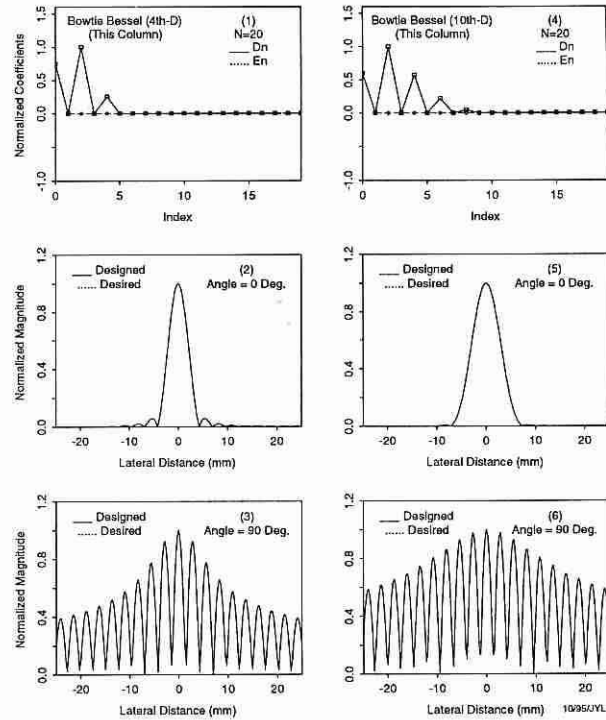 Bowtie Bessel (4th-D) (1)
(This Column) N=20
Dn
En
Normalized Coefficients
1.0
0.5
0.0
-1.0
0 5 10 15
Index
Bowtie Bessel (10th-D) (4)
(This Column) N=20
Dn
En
1.0
0.5
0.0
-1.0
0 5 10 15
Index
Designed (2)
Desired Angle = 0 Deg.
Normalized Magnitude
1.2
0.8
0.4
0.0
-20 -10 0 10 20
Lateral Distance (mm)
Designed (5)
Desired Angle = 0 Deg.
1.2
0.8
0.4
0.0
-20 -10 0 10 20
Lateral Distance (mm)
Designed (3)
Desired Angle = 90 Deg.
Normalized Magnitude
1.2
0.8
0.4
0.0
-20 -10 0 10 20
Lateral Distance (mm)
Designed (6)
Desired Angle = 90 Deg.
1.2
0.8
0.4
0.0
-20 -10 0 10 20
Lateral Distance (mm)
10/95/JYL